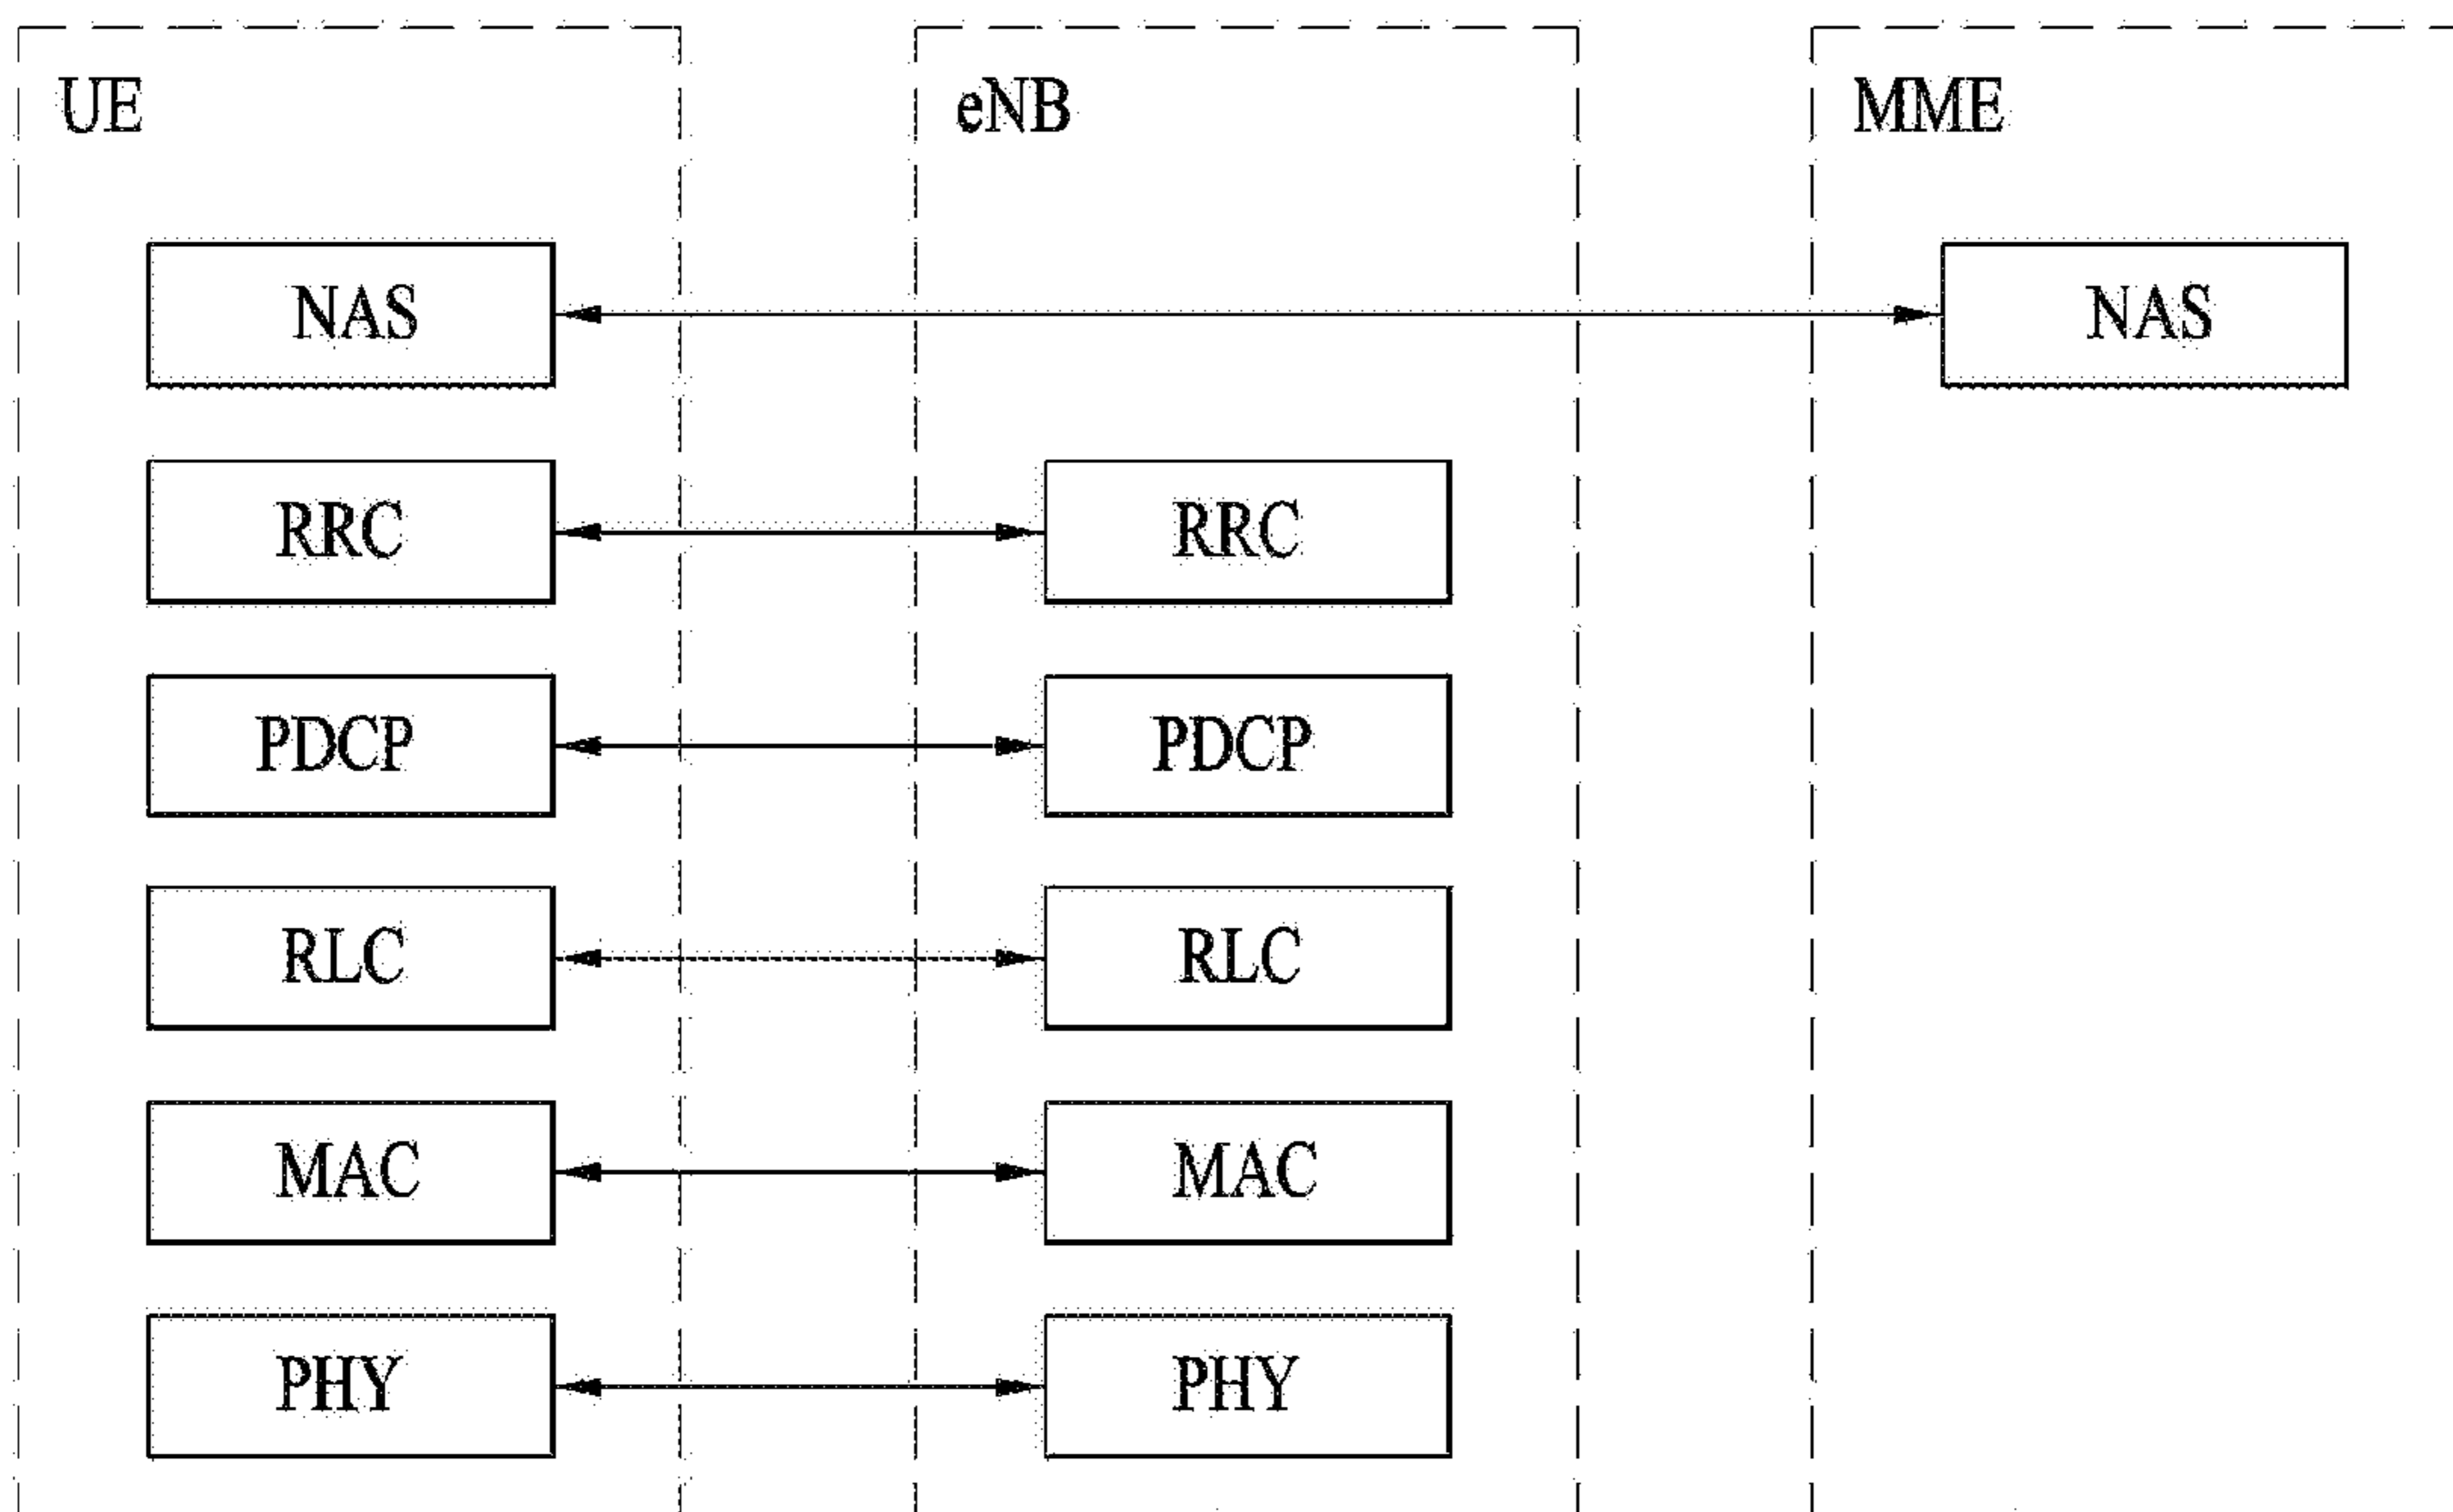 UE eNB MME
NAS NAS
RRC RRC
PDCP PDCP
RLC RLC
MAC MAC
PHY PHY